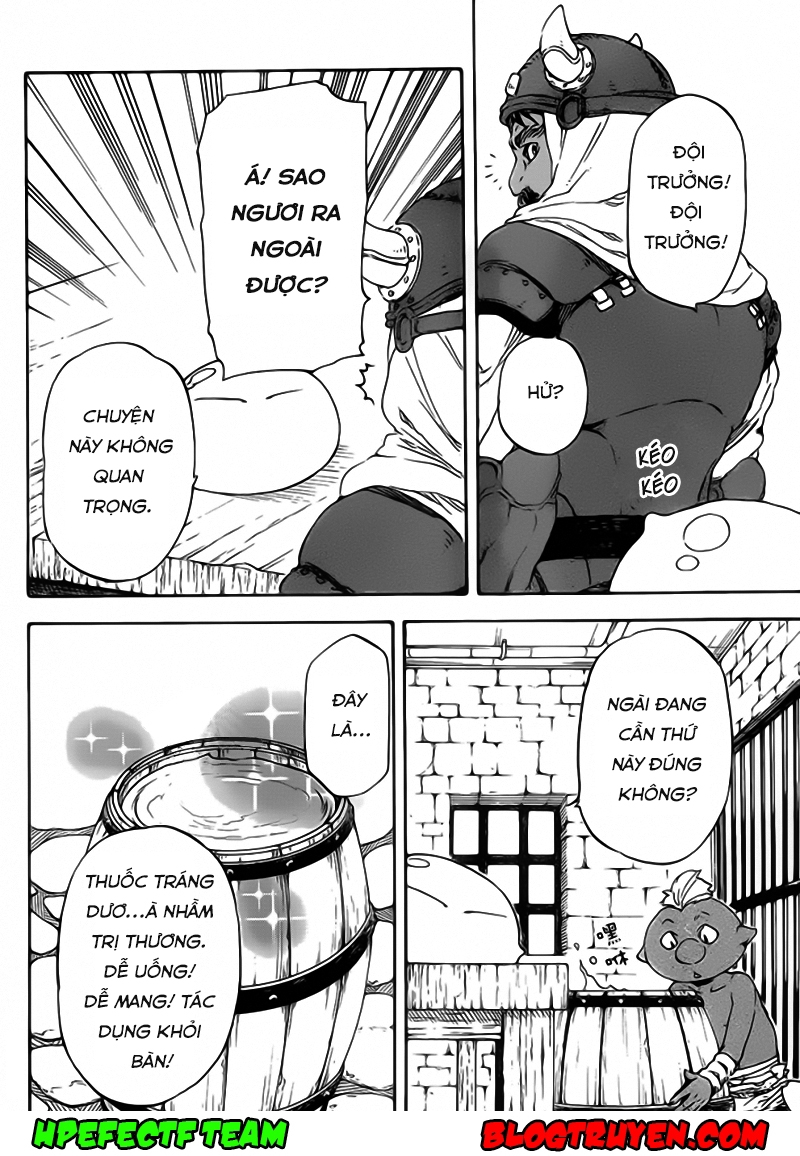 ĐỘI
TRƯỞNG!
ĐỘI
TRƯỞNG!
HỬ?
KÉO
KÉO
Á! SAO
NGƯƠI RA
NGOÀI
ĐƯỢC?
CHUYỆN
NÀY KHÔNG
QUAN
TRỌNG.
NGÀI ĐANG
CẦN THỨ
NÀY ĐÚNG
KHÔNG?
嘿
咻
ĐÂY
LÀ...
THUỐC TRÁNG
DƯƠ...À NHẦM
TRỊ THƯƠNG.
DỄ UỐNG!
DỄ MANG! TÁC
DỤNG KHỎI
BÀN!
HPEFECTF TEAM
BLOGTRUYEN.COM